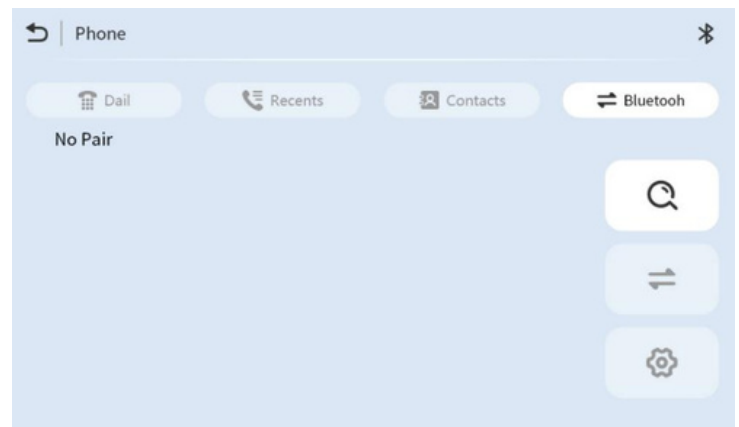 Phone
Dail
Recents
Contacts
Bluetooh
No Pair